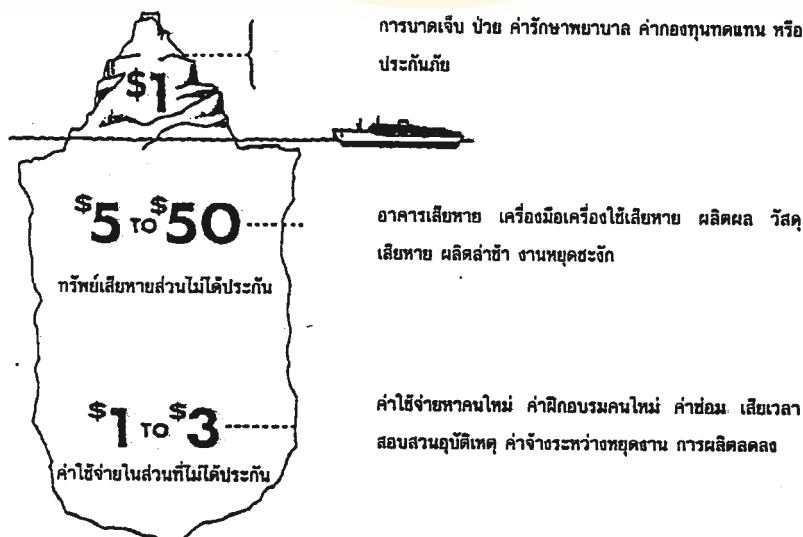 การบาดเจ็บ ป่วย ค่ารักษาพยาบาล ค่ากองทุนทดแทน หรือ
ประกันภัย
$1
$5 TO $50
อาคารเสียหาย เครื่องมือเครื่องใช้เสียหาย ผลิตผล วัสดุ
เสียหาย ผลิตล่าช้า งานหยุดชะงัก
ทรัพย์เสียหายส่วนไม่ได้ประกัน
$1 TO $3
ค่าใช้จ่ายหาคนใหม่ ค่าฝึกอบรมคนใหม่ ค่าซ่อม เสียเวลา
สอบสวนอุบัติเหตุ ค่าจ้างระหว่างหยุดงาน การผลิตลดลง
ค่าใช้จ่ายในส่วนที่ไม่ได้ประกัน